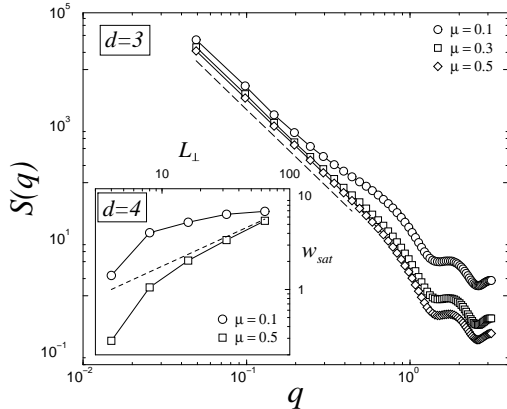 10^5
d=3
μ = 0.1
μ = 0.3
μ = 0.5
10^3
S(q)
L⊥
10
100
d=4
10
w_sat
1
μ = 0.1
μ = 0.5
10^1
10^-1
10^-2
10^-1
10^0
q